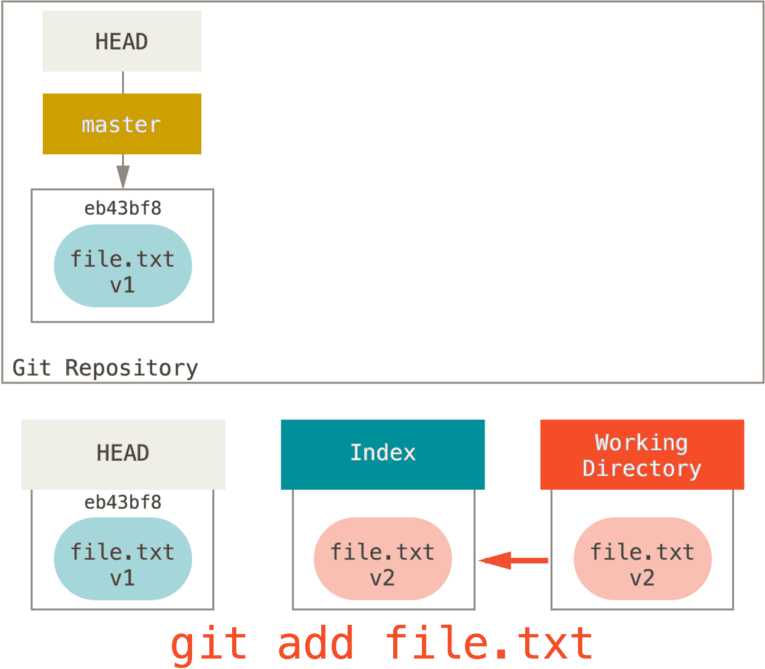 HEAD
master
eb43bf8
file.txt
v1
Git Repository
HEAD
eb43bf8
file.txt
v1
Index
file.txt
v2
Working
Directory
file.txt
v2
git add file.txt